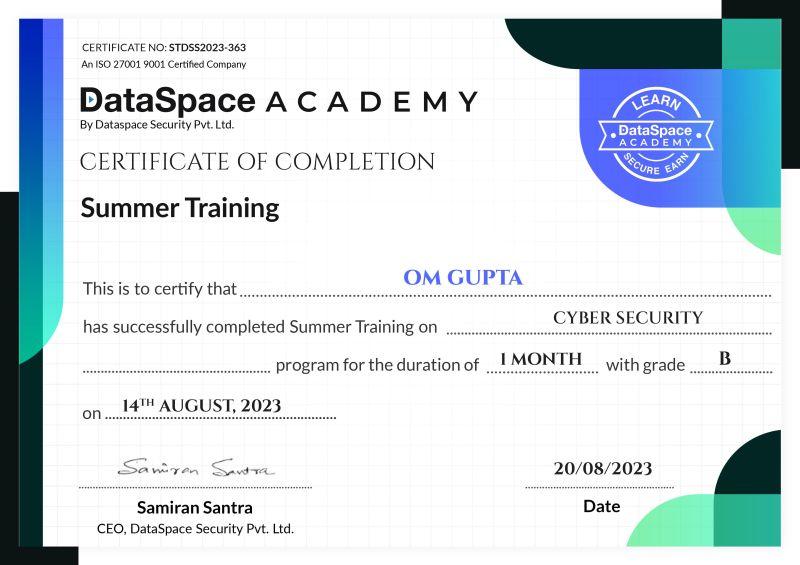 CERTIFICATE NO: STDSS2023-363
An ISO 27001 9001 Certified Company
DataSpace ACADEMY
By Dataspace Security Pvt. Ltd.
LEARN
DataSpace
ACADEMY
SECURE EARN
CERTIFICATE OF COMPLETION
Summer Training
This is to certify that OM GUPTA
has successfully completed Summer Training on CYBER SECURITY
program for the duration of 1 MONTH with grade B
on 14TH AUGUST, 2023
Samiran Santra
20/08/2023
Samiran Santra
Date
CEO, DataSpace Security Pvt. Ltd.